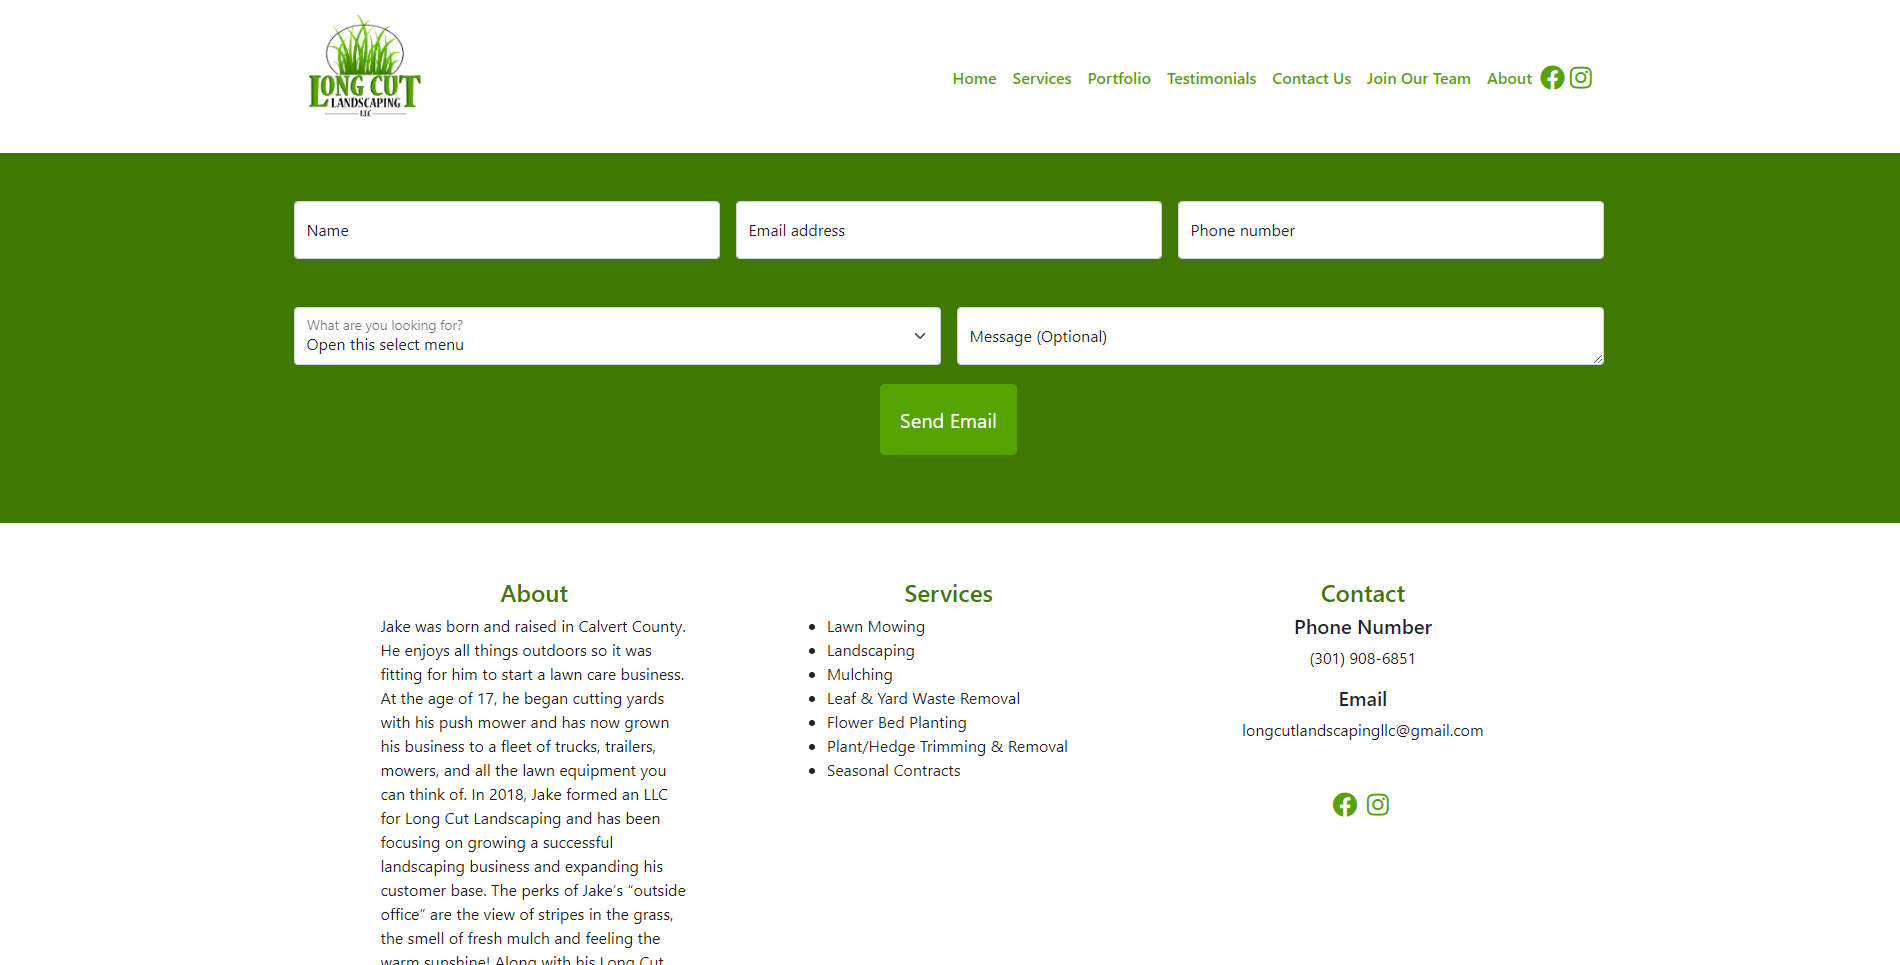 LONG CUT
LANDSCAPING
LLC
Home Services Portfolio Testimonials Contact Us Join Our Team About
Name
Email address
Phone number
What are you looking for?
Open this select menu
Message (Optional)
Send Email
About
Jake was born and raised in Calvert County.
He enjoys all things outdoors so it was
fitting for him to start a lawn care business.
At the age of 17, he began cutting yards
with his push mower and has now grown
his business to a fleet of trucks, trailers,
mowers, and all the lawn equipment you
can think of. In 2018, Jake formed an LLC
for Long Cut Landscaping and has been
focusing on growing a successful
landscaping business and expanding his
customer base. The perks of Jake’s “outside
office” are the view of stripes in the grass,
the smell of fresh mulch and feeling the
warm sunshine! Along with his Long Cut
Services
Lawn Mowing
Landscaping
Mulching
Leaf & Yard Waste Removal
Flower Bed Planting
Plant/Hedge Trimming & Removal
Seasonal Contracts
Contact
Phone Number
(301) 908-6851
Email
longcutlandscapingllc@gmail.com